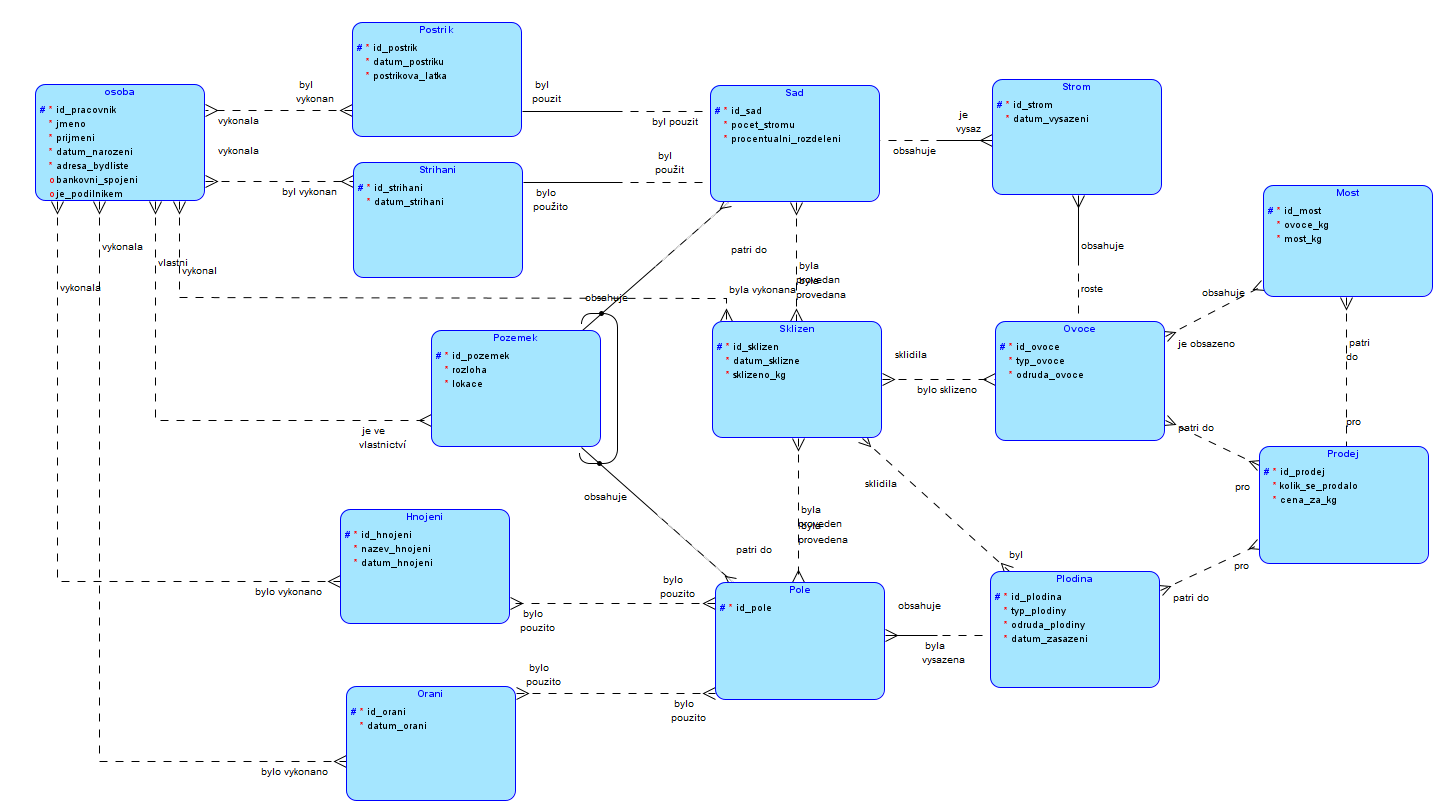 Postrik
# * id_postrik
* datum_postriku
* postrikova_latka
osoba
# * id_pracovnik
* jmeno
* prijmeni
* datum_narozeni
* adresa_bydliste
o bankovni_spojeni
o je_podilnikem
byl
vykonan
vykonala
vykonala
byl vykonan
Strihani
# * id_strihani
* datum_strihani
byl
pouzit
byl pouzit
byl
použit
bylo
použito
Sad
# * id_sad
* pocet_stromu
* procentualni_rozdeleni
je
vysaz
obsahuje
Strom
# * id_strom
* datum_vysazeni
Most
# * id_most
* ovoce_kg
* most_kg
vykonala
vlastni
vykonal
vykonala
patri do
obsahuje
byla
provedan
byla vykonana
provedana
obsahuje
roste
obsahuje
je obsazeno
patri
do
Pozemek
# * id_pozemek
* rozloha
* lokace
Sklizen
# * id_sklizen
* datum_sklizne
* sklizeno_kg
sklidila
bylo sklizeno
Ovoce
# * id_ovoce
* typ_ovoce
* odruda_ovoce
je ve
vlastnictví
patri do
pro
pro
Prodej
# * id_prodej
* kolik_se_prodalo
* cena_za_kg
obsahuje
sklidila
byla
proveden
provedena
patri do
byl
pro
patri do
Hnojeni
# * id_hnojeni
* nazev_hnojeni
* datum_hnojeni
bylo vykonano
bylo
pouzito
bylo
pouzito
Pole
# * id_pole
obsahuje
byla
vysazena
Plodina
# * id_plodina
* typ_plodiny
* odruda_plodiny
* datum_zasazeni
Orani
# * id_orani
* datum_orani
bylo
pouzito
bylo
pouzito
bylo vykonano